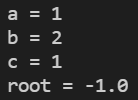 a = 1
b = 2
c = 1
root = -1.0